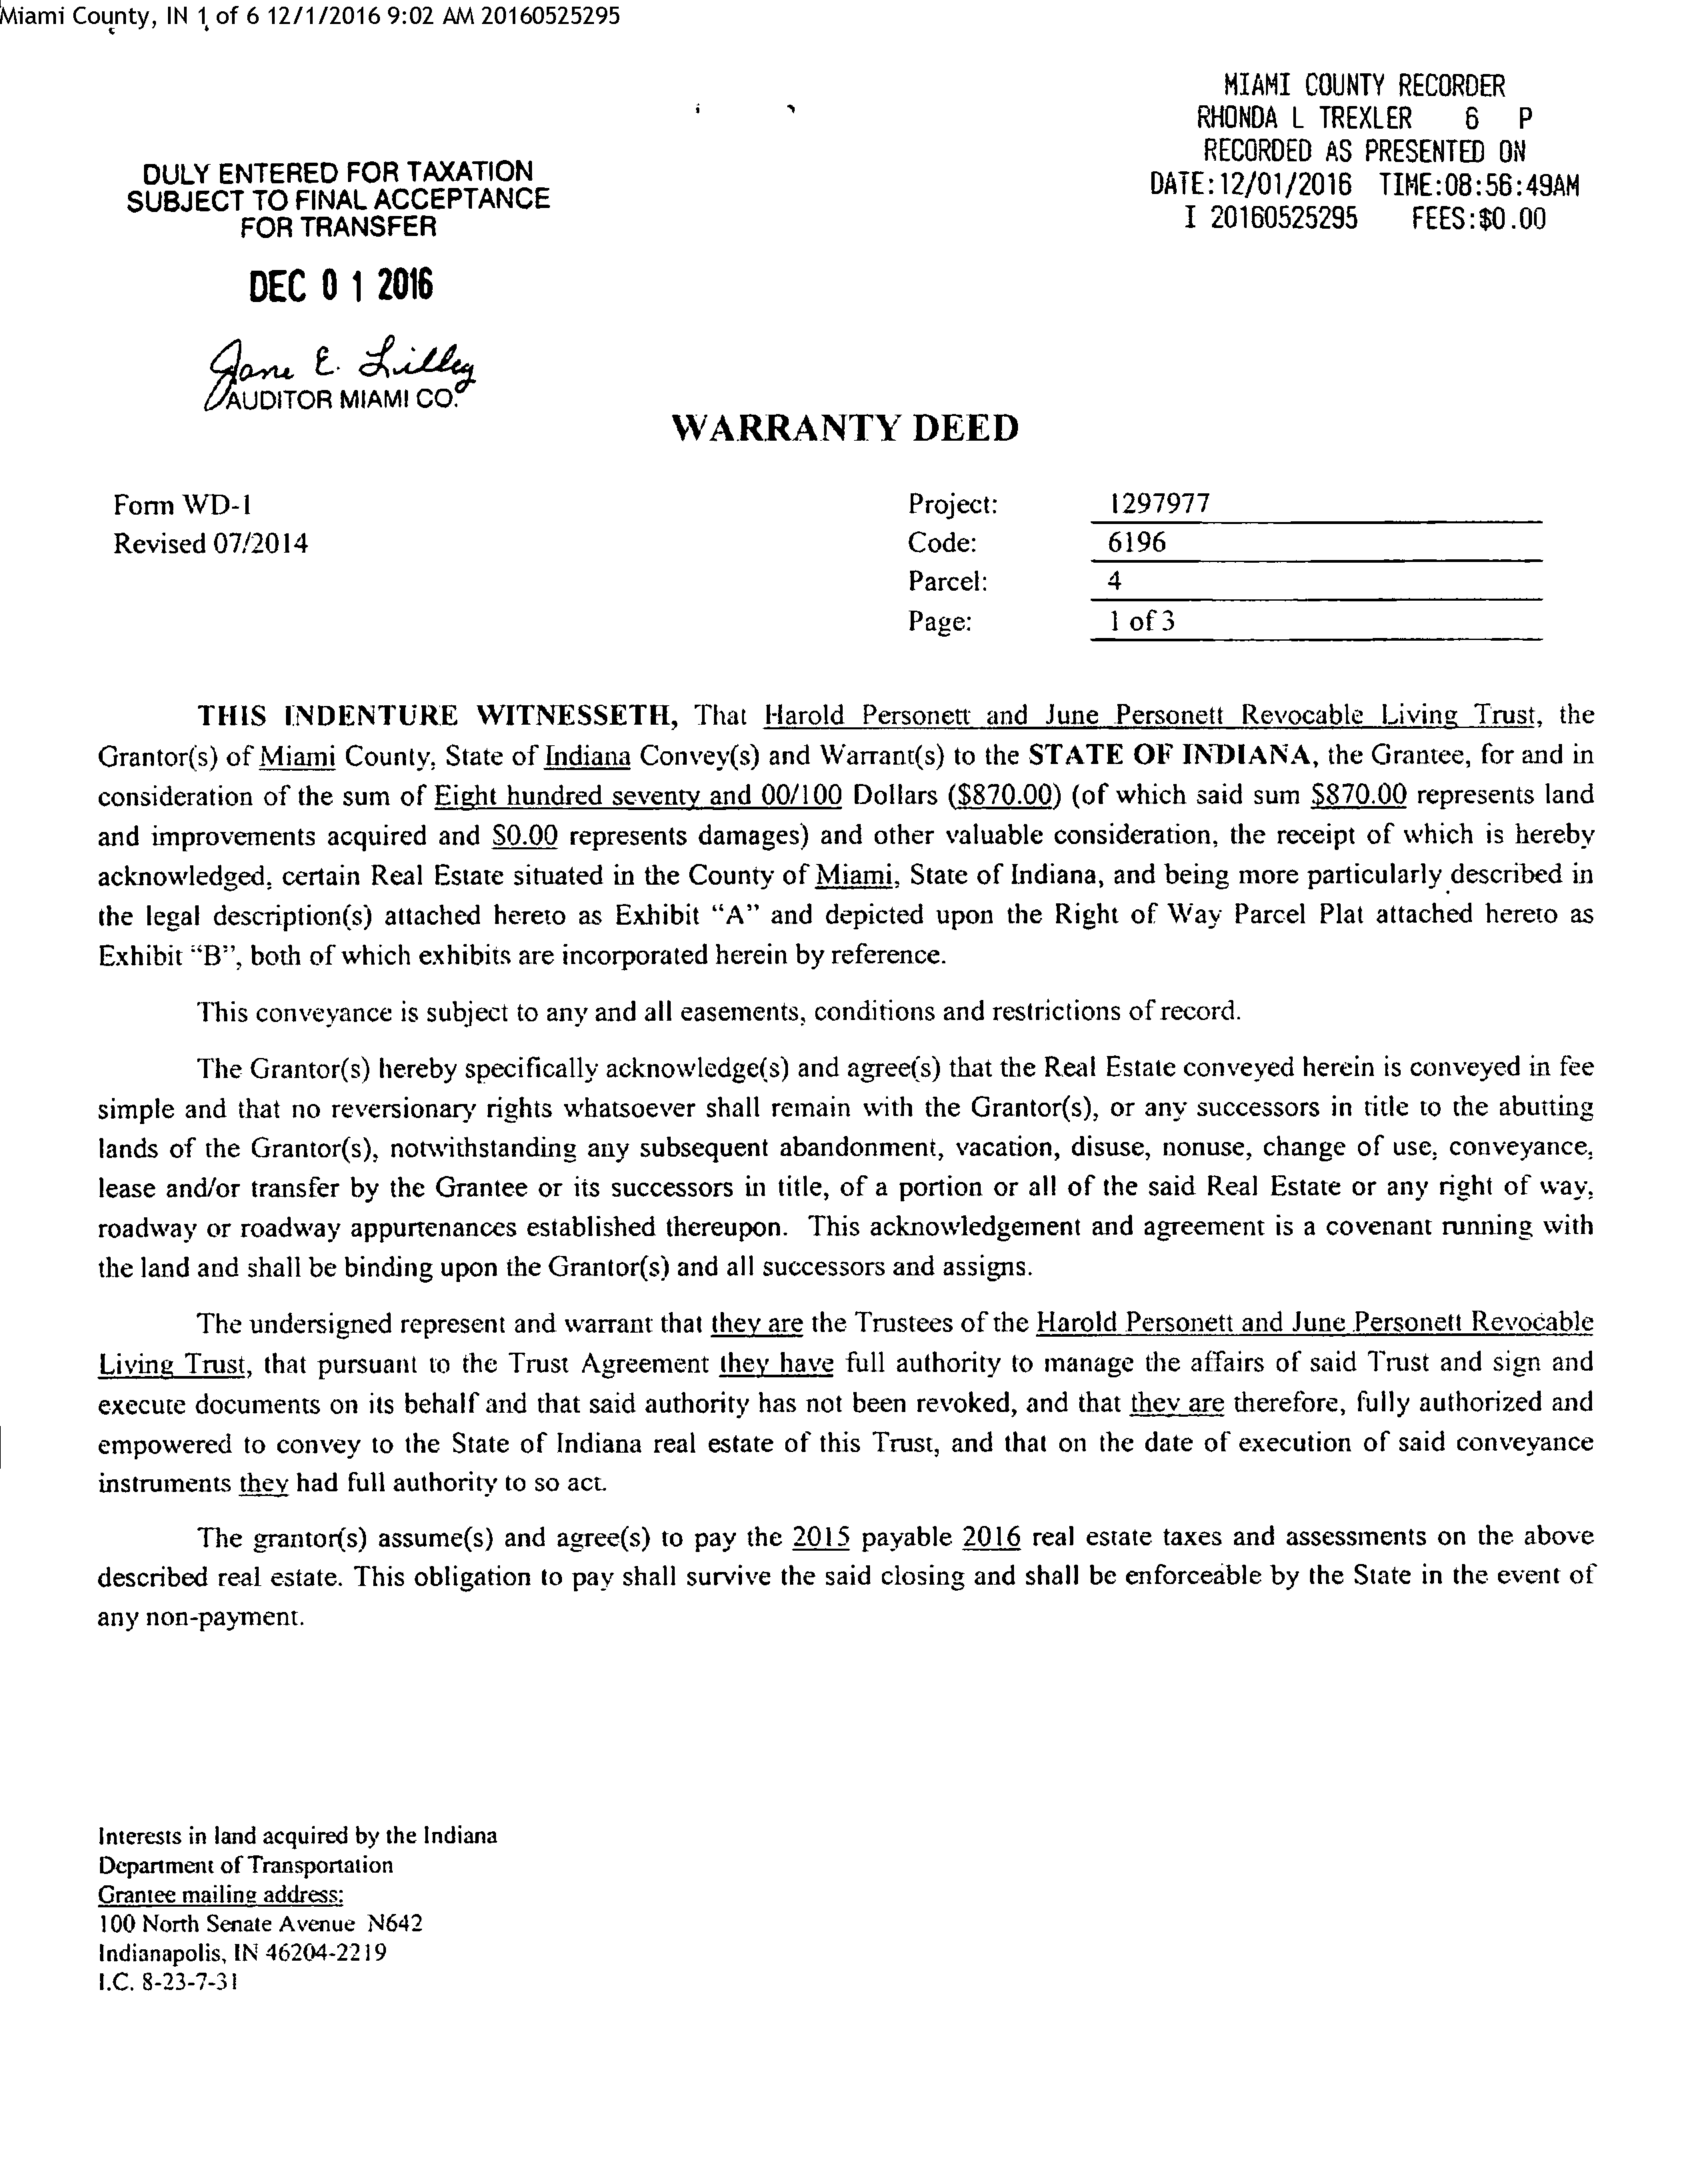 Miami County, IN 1 of 6 12/1/2016 9:02 AM 20160525295
MIAMI COUNTY RECORDER
RHONDA L TREXLER 6 P
RECORDED AS PRESENTED ON
DATE:12/01/2016 TIME:08:56:49AM
I 20160525295 FEES:$0.00
DULY ENTERED FOR TAXATION
SUBJECT TO FINAL ACCEPTANCE
FOR TRANSFER
DEC 01 2016
Jane E. Lilley
AUDITOR MIAMI CO.
WARRANTY DEED
Form WD-1
Revised 07/2014
Project: 1297977
Code: 6196
Parcel: 4
Page: 1 of 3
THIS INDENTURE WITNESSETH, That Harold Personett and June Personett Revocable Living Trust, the
Grantor(s) of Miami County, State of Indiana Convey(s) and Warrant(s) to the STATE OF INDIANA, the Grantee, for and in
consideration of the sum of Eight hundred seventy and 00/100 Dollars ($870.00) (of which said sum $870.00 represents land
and improvements acquired and $0.00 represents damages) and other valuable consideration, the receipt of which is hereby
acknowledged, certain Real Estate situated in the County of Miami, State of Indiana, and being more particularly described in
the legal description(s) attached hereto as Exhibit “A” and depicted upon the Right of Way Parcel Plat attached hereto as
Exhibit “B”, both of which exhibits are incorporated herein by reference.
This conveyance is subject to any and all easements, conditions and restrictions of record.
The Grantor(s) hereby specifically acknowledge(s) and agree(s) that the Real Estate conveyed herein is conveyed in fee
simple and that no reversionary rights whatsoever shall remain with the Grantor(s), or any successors in title to the abutting
lands of the Grantor(s), notwithstanding any subsequent abandonment, vacation, disuse, nonuse, change of use, conveyance,
lease and/or transfer by the Grantee or its successors in title, of a portion or all of the said Real Estate or any right of way,
roadway or roadway appurtenances established thereupon. This acknowledgement and agreement is a covenant running with
the land and shall be binding upon the Grantor(s) and all successors and assigns.
The undersigned represent and warrant that they are the Trustees of the Harold Personett and June Personett Revocable
Living Trust, that pursuant to the Trust Agreement they have full authority to manage the affairs of said Trust and sign and
execute documents on its behalf and that said authority has not been revoked, and that they are therefore, fully authorized and
empowered to convey to the State of Indiana real estate of this Trust, and that on the date of execution of said conveyance
instruments they had full authority to so act.
The grantor(s) assume(s) and agree(s) to pay the 2015 payable 2016 real estate taxes and assessments on the above
described real estate. This obligation to pay shall survive the said closing and shall be enforceable by the State in the event of
any non-payment.
Interests in land acquired by the Indiana
Department of Transportation
Grantee mailing address:
100 North Senate Avenue N642
Indianapolis, IN 46204-2219
I.C. 8-23-7-31